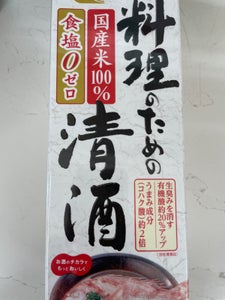 料理のための
清酒
国産米100%
食塩0ゼロ
生臭みを消す
有機酸約20%アップ
うまみ成分
(コハク酸)約2倍
お酒のチカラで
もっとおいしく